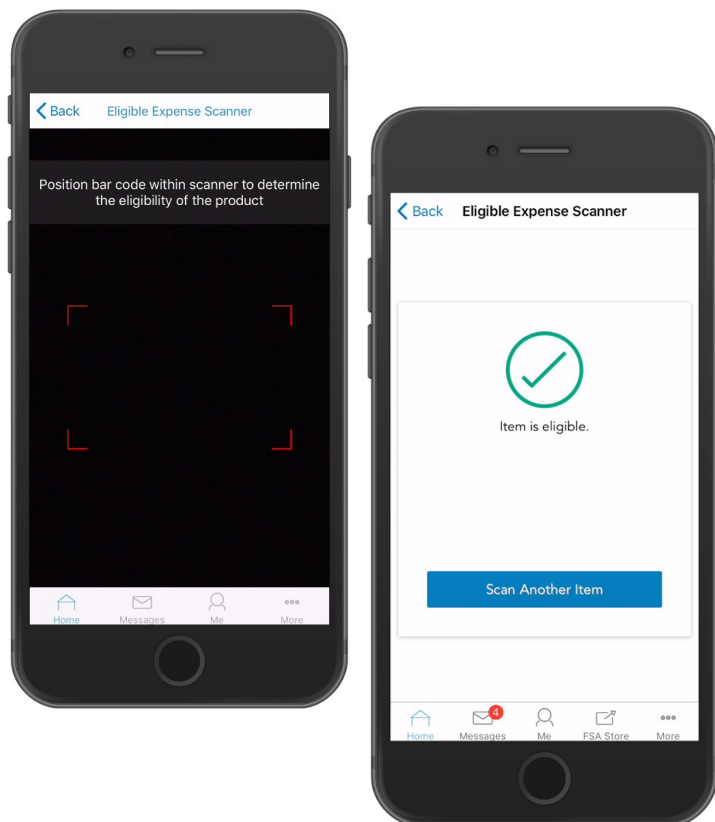 Back Eligible Expense Scanner
Position bar code within scanner to determine
the eligibility of the product
Home Messages Me More
Back Eligible Expense Scanner
Item is eligible.
Scan Another Item
4
Home Messages Me FSA Store More